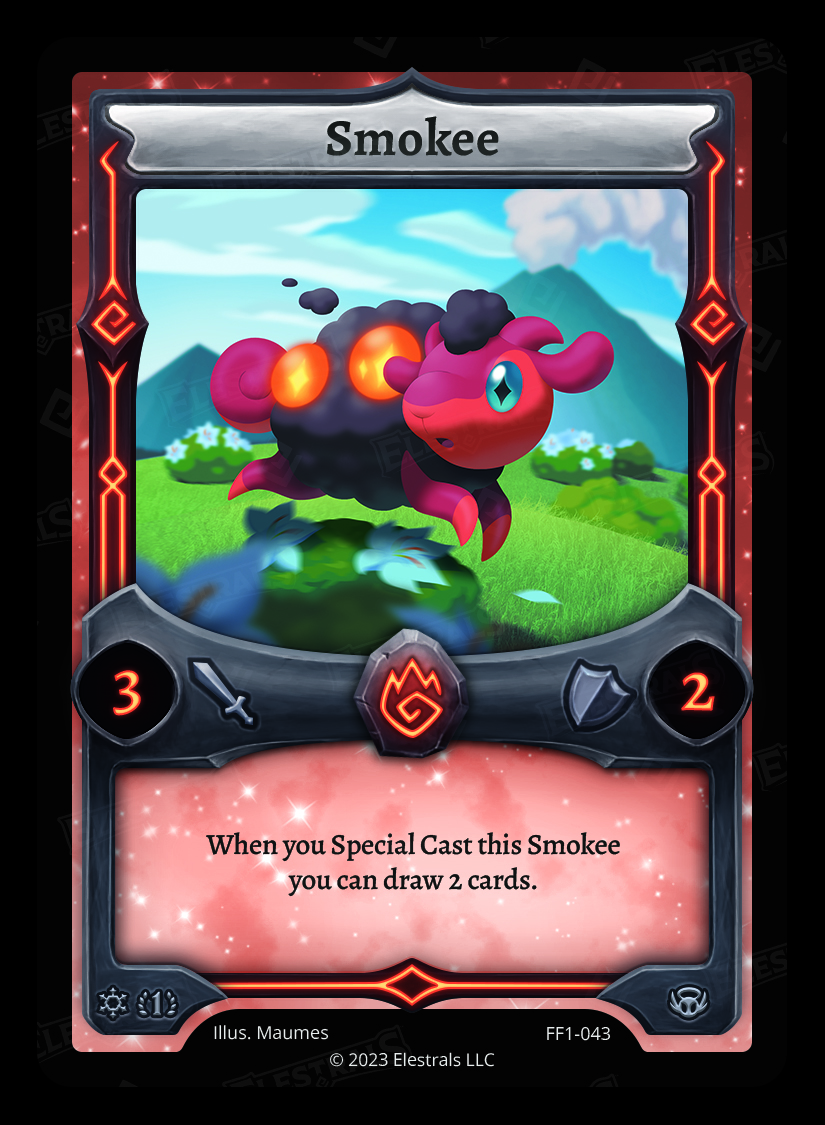 Smokee
3
2
When you Special Cast this Smokee
you can draw 2 cards.
1
Illus. Maumes
FF1-043
© 2023 Elestrals LLC